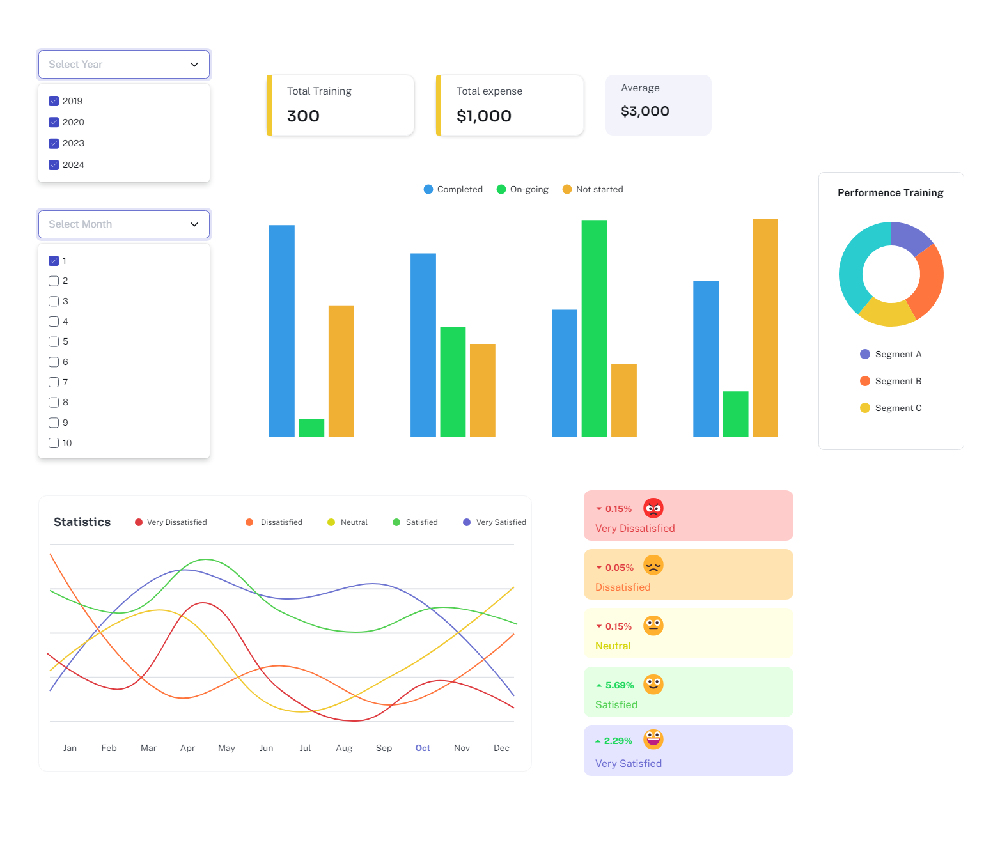 Select Year
2019
2020
2023
2024
Total Training
300
Total expense
$1,000
Average
$3,000
Select Month
1
2
3
4
5
6
7
8
9
10
Completed
On-going
Not started
Performence Training
Segment A
Segment B
Segment C
Statistics
Very Dissatisfied
Dissatisfied
Neutral
Satisfied
Very Satisfied
Jan
Feb
Mar
Apr
May
Jun
Jul
Aug
Sep
Oct
Nov
Dec
0.15%
Very Dissatisfied
0.05%
Dissatisfied
0.15%
Neutral
5.69%
Satisfied
2.29%
Very Satisfied